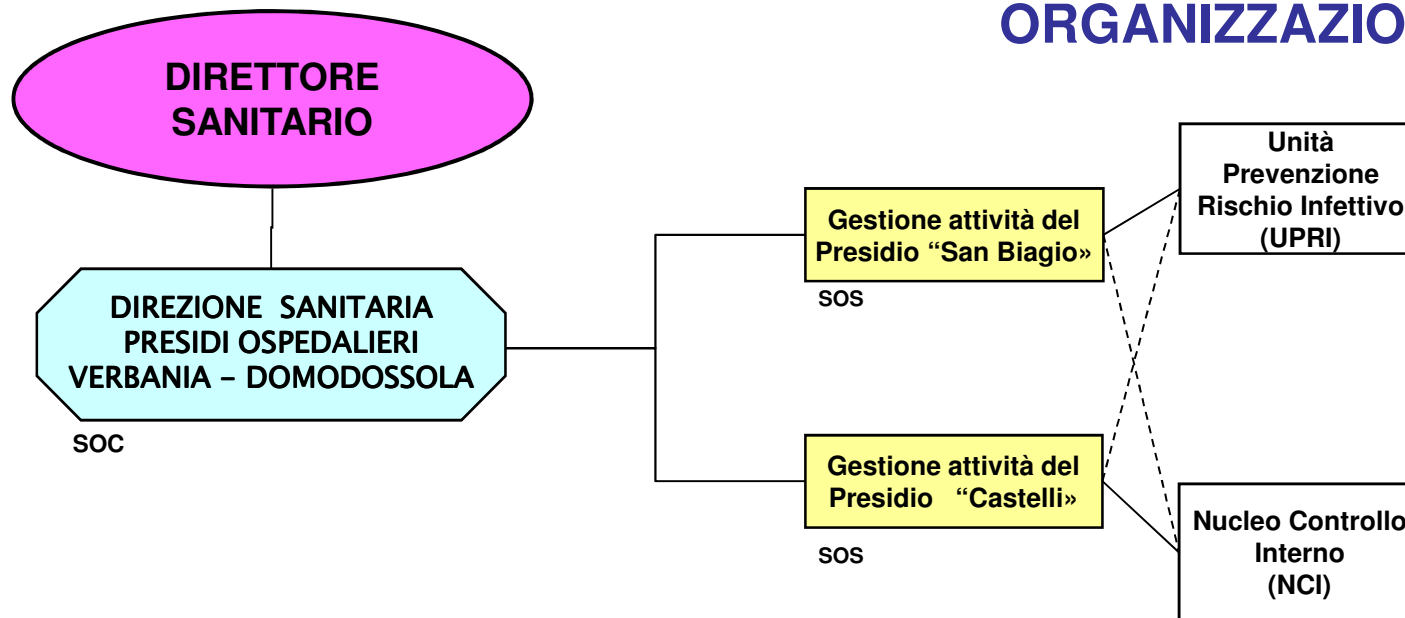 ORGANIZZAZIO
DIRETTORE
SANITARIO
DIREZIONE SANITARIA
PRESIDI OSPEDALIERI
VERBANIA – DOMODOSSOLA
SOC
Gestione attività del
Presidio “San Biagio»
SOS
Gestione attività del
Presidio “Castelli»
SOS
Unità
Prevenzione
Rischio Infettivo
(UPRI)
Nucleo Controllo
Interno
(NCI)